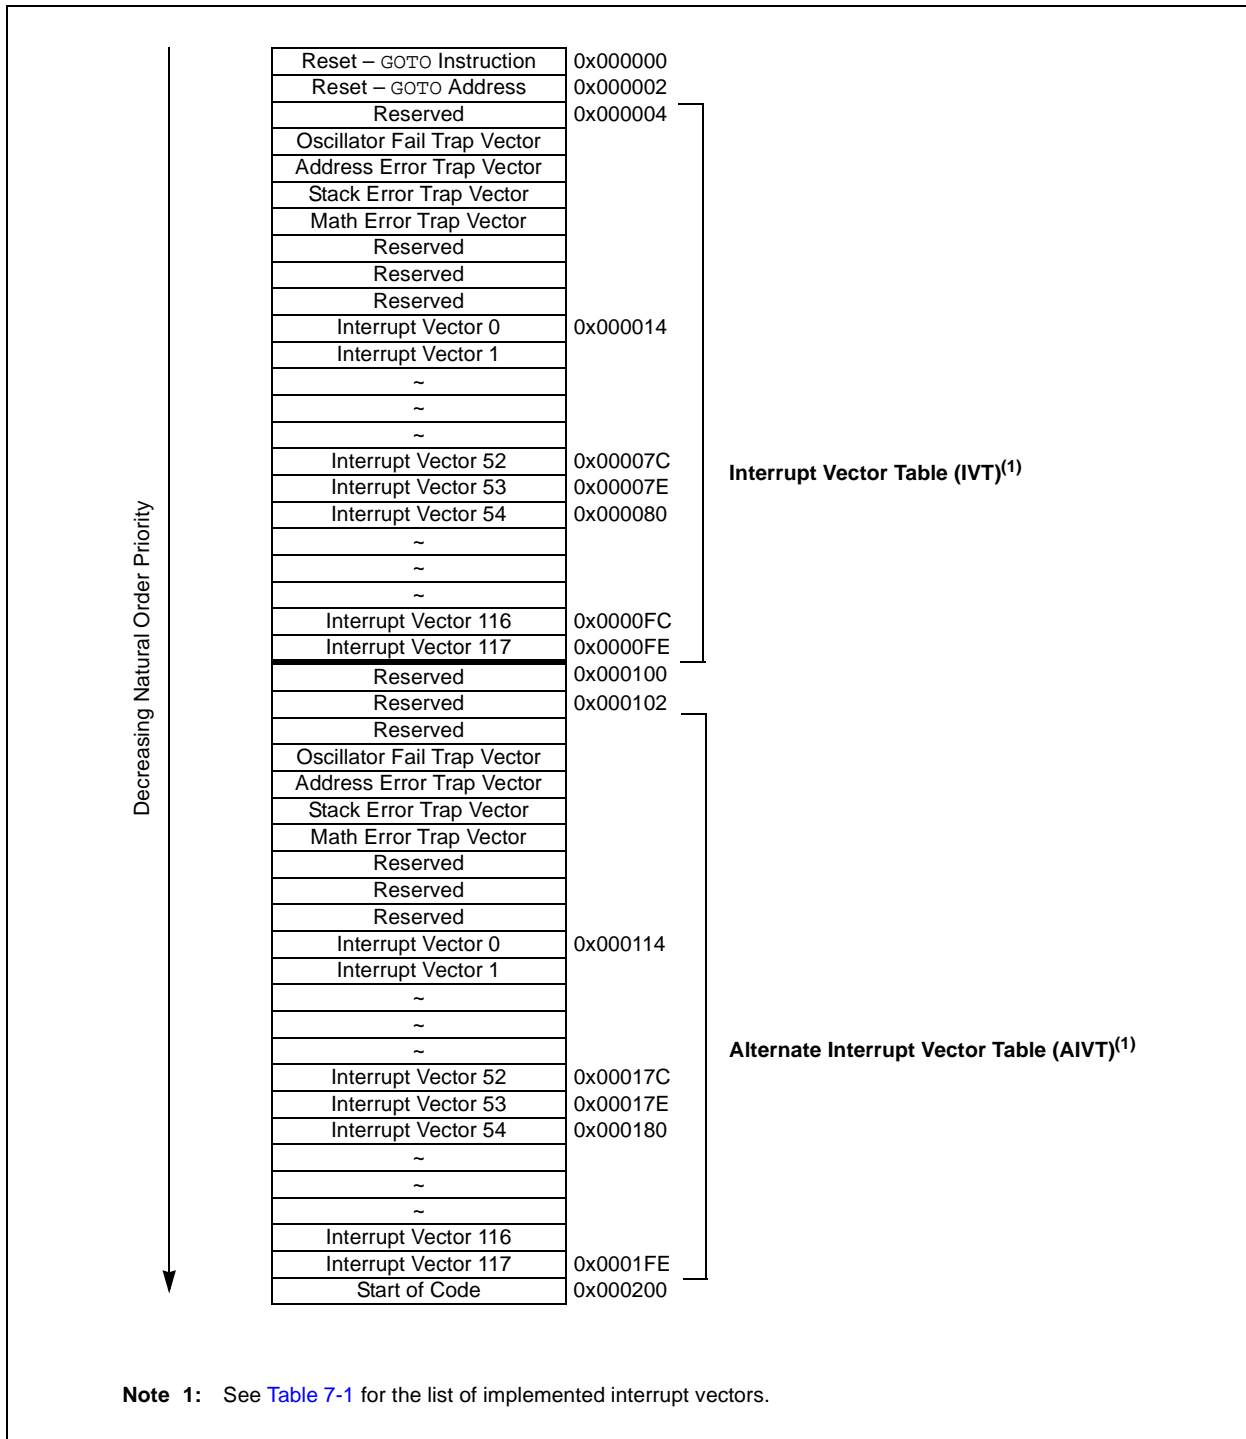 Reset – GOTO Instruction 0x000000
Reset – GOTO Address 0x000002
Reserved 0x000004
Oscillator Fail Trap Vector
Address Error Trap Vector
Stack Error Trap Vector
Math Error Trap Vector
Reserved
Reserved
Reserved
Interrupt Vector 0 0x000014
Interrupt Vector 1
~
~
~
Interrupt Vector 52 0x00007C
Interrupt Vector Table (IVT)(1)
Interrupt Vector 53 0x00007E
Interrupt Vector 54 0x000080
~
~
~
Interrupt Vector 116 0x0000FC
Interrupt Vector 117 0x0000FE
Decreasing Natural Order Priority
Reserved 0x000100
Reserved 0x000102
Reserved
Oscillator Fail Trap Vector
Address Error Trap Vector
Stack Error Trap Vector
Math Error Trap Vector
Reserved
Reserved
Reserved
Interrupt Vector 0 0x000114
Interrupt Vector 1
~
~
~
Alternate Interrupt Vector Table (AIVT)(1)
Interrupt Vector 52 0x00017C
Interrupt Vector 53 0x00017E
Interrupt Vector 54 0x000180
~
~
~
Interrupt Vector 116
Interrupt Vector 117 0x0001FE
Start of Code 0x000200
Note 1: See Table 7-1 for the list of implemented interrupt vectors.